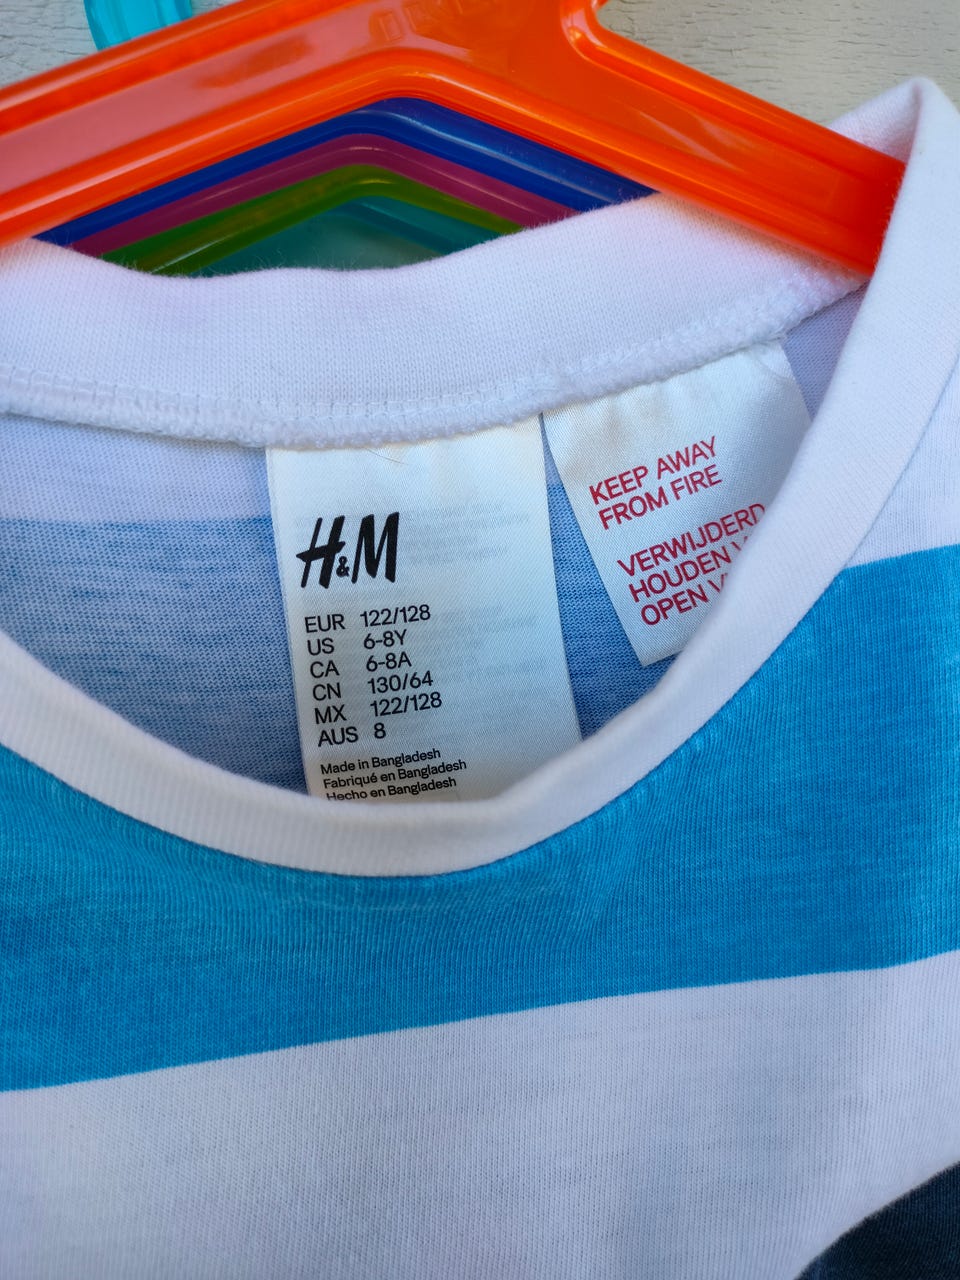 H&M
EUR 122/128
US 6-8Y
CA 6-8A
CN 130/64
MX 122/128
AUS 8
Made in Bangladesh
Fabriqué en Bangladesh
Hecho en Bangladesh
KEEP AWAY
FROM FIRE
VERWIJDERD
HOUDEN
OPEN